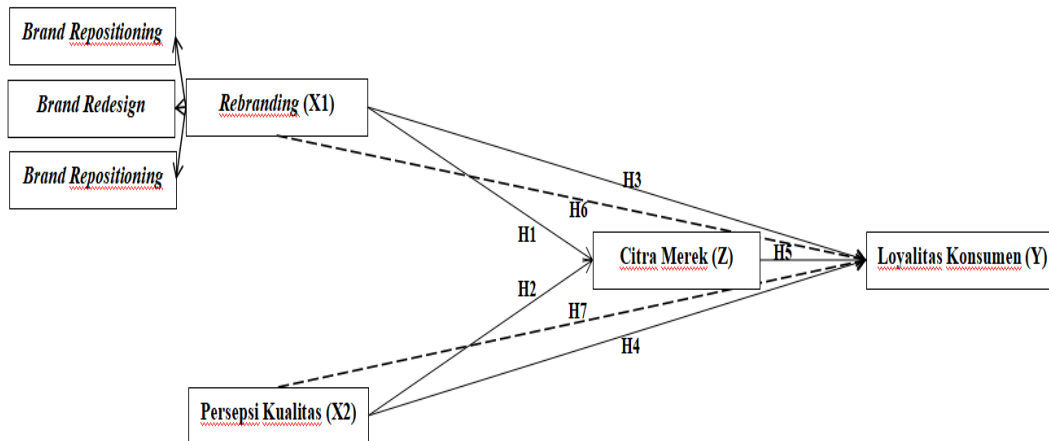 Brand Repositioning
Brand Redesign
Rebranding (X1)
Brand Repositioning
H3
H6
H1
Citra Merek (Z)
H5
Loyalitas Konsumen (Y)
H2
H7
H4
Persepsi Kualitas (X2)